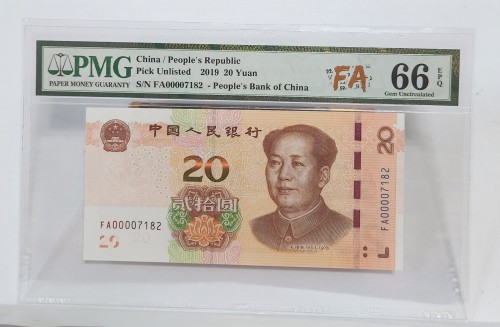 PMG
PAPER MONEY GUARANTY
China / People's Republic
Pick Unlisted 2019 20 Yuan
S/N FA00007182 - People's Bank of China
FA
66 EPQ
Gem Uncirculated
中国人民银行
20
贰拾圆
FA00007182
20
20
FA00007182